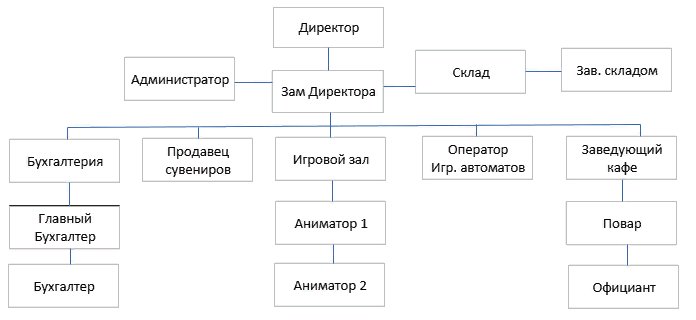 Директор
Администратор
Зам Директора
Склад
Зав. складом
Бухгалтерия
Продавец
сувениров
Игровой зал
Оператор
Игр. автоматов
Заведующий
кафе
Главный
Бухгалтер
Аниматор 1
Повар
Бухгалтер
Аниматор 2
Официант